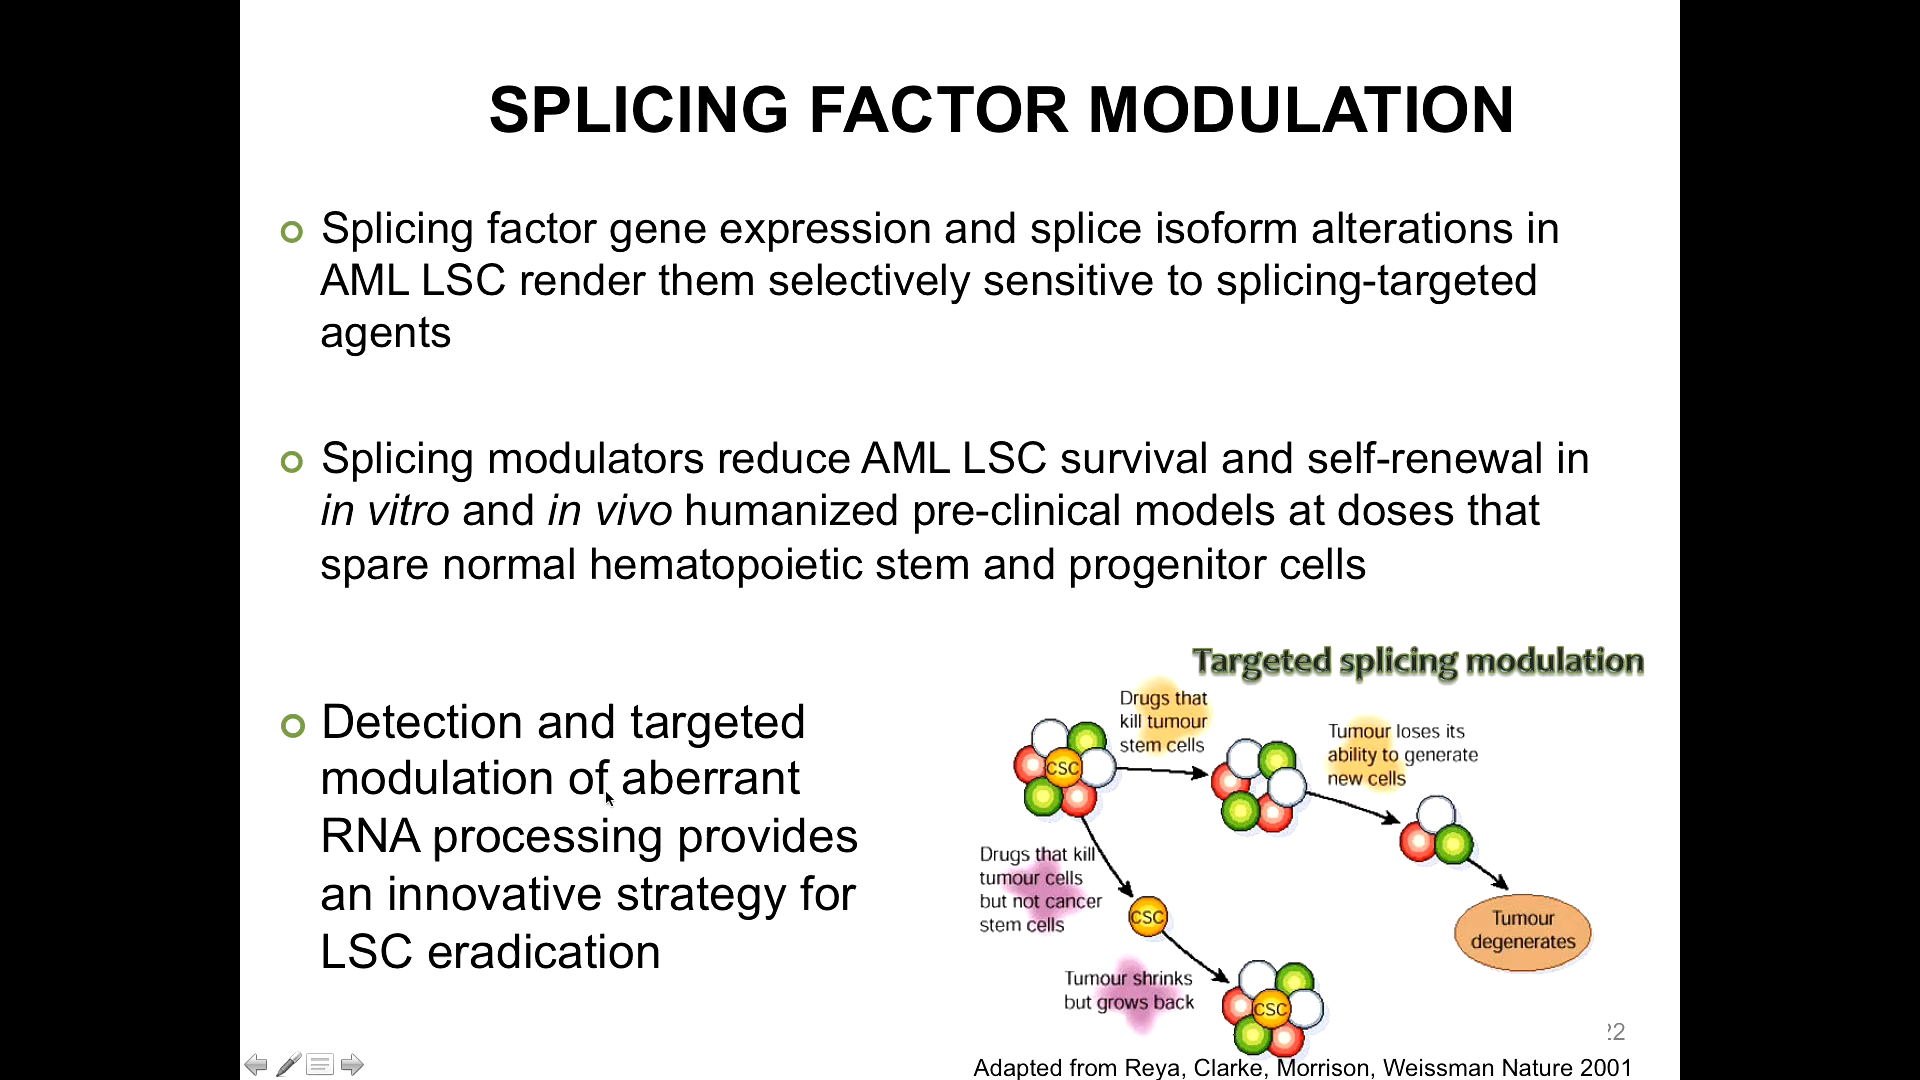 SPLICING FACTOR MODULATION
Splicing factor gene expression and splice isoform alterations in
AML LSC render them selectively sensitive to splicing-targeted
agents
Splicing modulators reduce AML LSC survival and self-renewal in
in vitro and in vivo humanized pre-clinical models at doses that
spare normal hematopoietic stem and progenitor cells
Detection and targeted
modulation of aberrant
RNA processing provides
an innovative strategy for
LSC eradication
Targeted splicing modulation
Drugs that
kill tumour
stem cells
CSC
Tumour loses its
ability to generate
new cells
Drugs that kill
tumour cells
but not cancer
stem cells
CSC
Tumour
degenerates
Tumour shrinks
but grows back
CSC
22
Adapted from Reya, Clarke, Morrison, Weissman Nature 2001